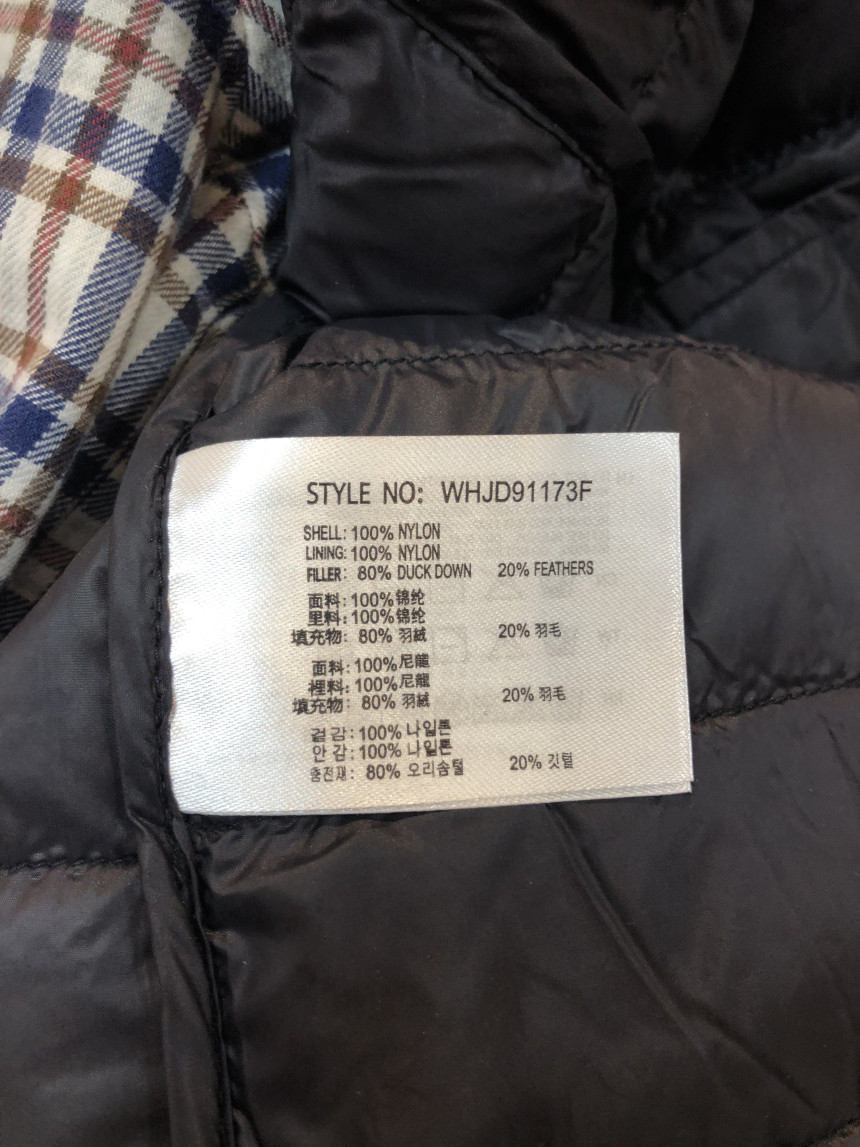 STYLE NO: WHJD91173F
SHELL: 100% NYLON
LINING: 100% NYLON
FILLER: 80% DUCK DOWN 20% FEATHERS
面料: 100% 锦纶
里料: 100% 锦纶
填充物: 80% 羽絨 20% 羽毛
面料: 100% 尼龍
裡料: 100% 尼龍
填充物: 80% 羽絨 20% 羽毛
겉감: 100% 나일론
안감: 100% 나일론
충전재: 80% 오리솜털 20% 깃털